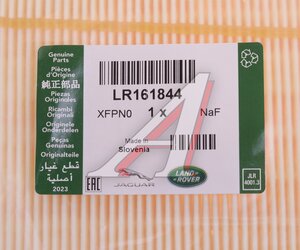 Genuine
Parts
Pièces
d'Origine
純正部品
Piezas
Originales
Ricambi
Originali
Originele
Onderdelen
Peças
Genuínas
Originalteile
قطع غيار
أصلية
2023
LR161844
XFPN0 1 x NaF
Made in
Slovenia
EAC
JAGUAR
LAND
ROVER
JLR
4001.3